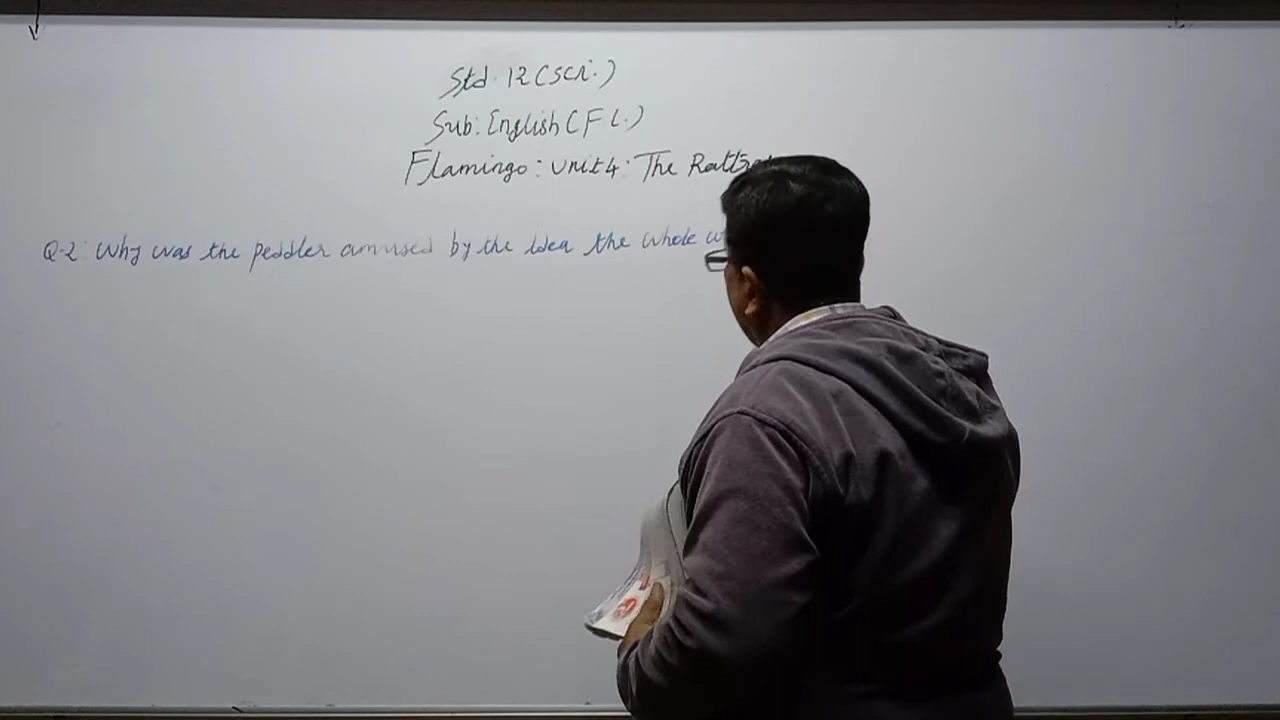 Std. 12 (Sci.)
Sub: English (F L.)
Flamingo: Unit 4: The
Q-2: Why was the peddler amused by the idea the whole